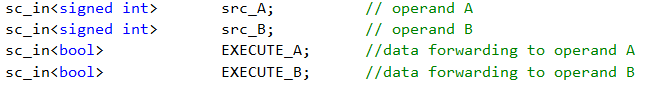 sc_in<signed int> src_A; // operand A
sc_in<signed int> src_B; // operand B
sc_in<bool> EXECUTE_A; //data forwarding to operand A
sc_in<bool> EXECUTE_B; //data forwarding to operand B